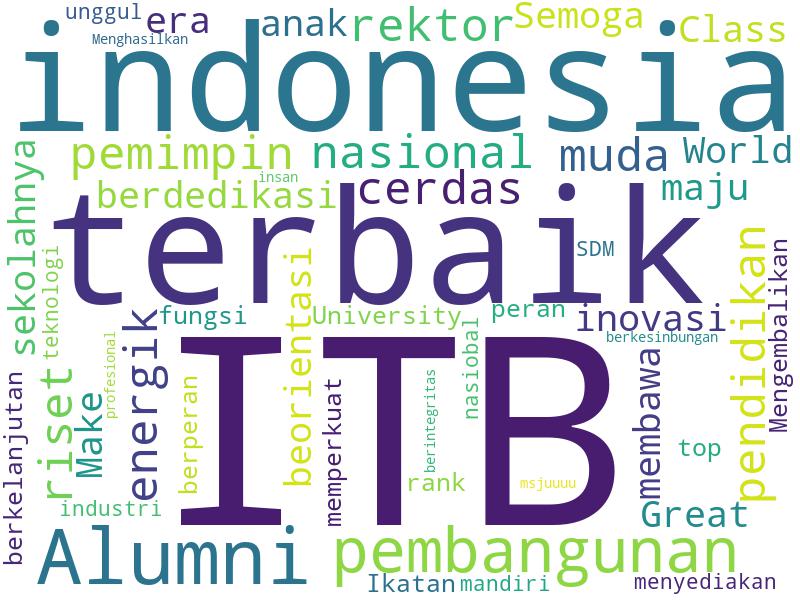 unggul era anak rektor Semoga Class
Menghasilkan
indonesia
pemimpin nasional muda World
insan
berdedikasi cerdas maju
sekolahnya
terbaik
teknologi
SDM
beorientasi
pendidikan
Mengembalikan
fungsi University peran inovasi
energik
berkesinbungan
profesional
nasiobal
ITB
riset
Make
berkelanjutan
berperan
memperkuat
berintegritas
membawa
top
rank
msjuuuu
industri
Great
Alumni pembangunan
Ikatan mandiri menyediakan